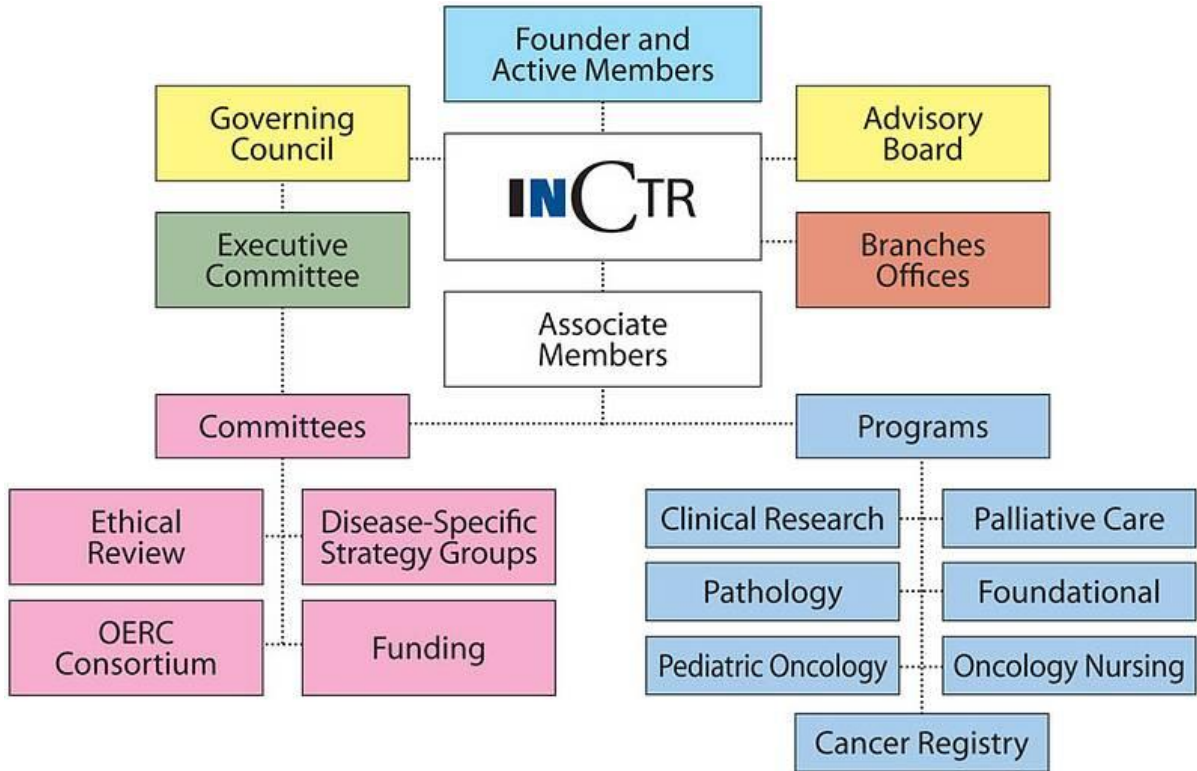 Founder and
Active Members
Governing
Council
INCTR
Advisory
Board
Executive
Committee
Branches
Offices
Associate
Members
Committees
Programs
Ethical
Review
Disease-Specific
Strategy Groups
OERC
Consortium
Funding
Clinical Research
Palliative Care
Pathology
Foundational
Pediatric Oncology
Oncology Nursing
Cancer Registry